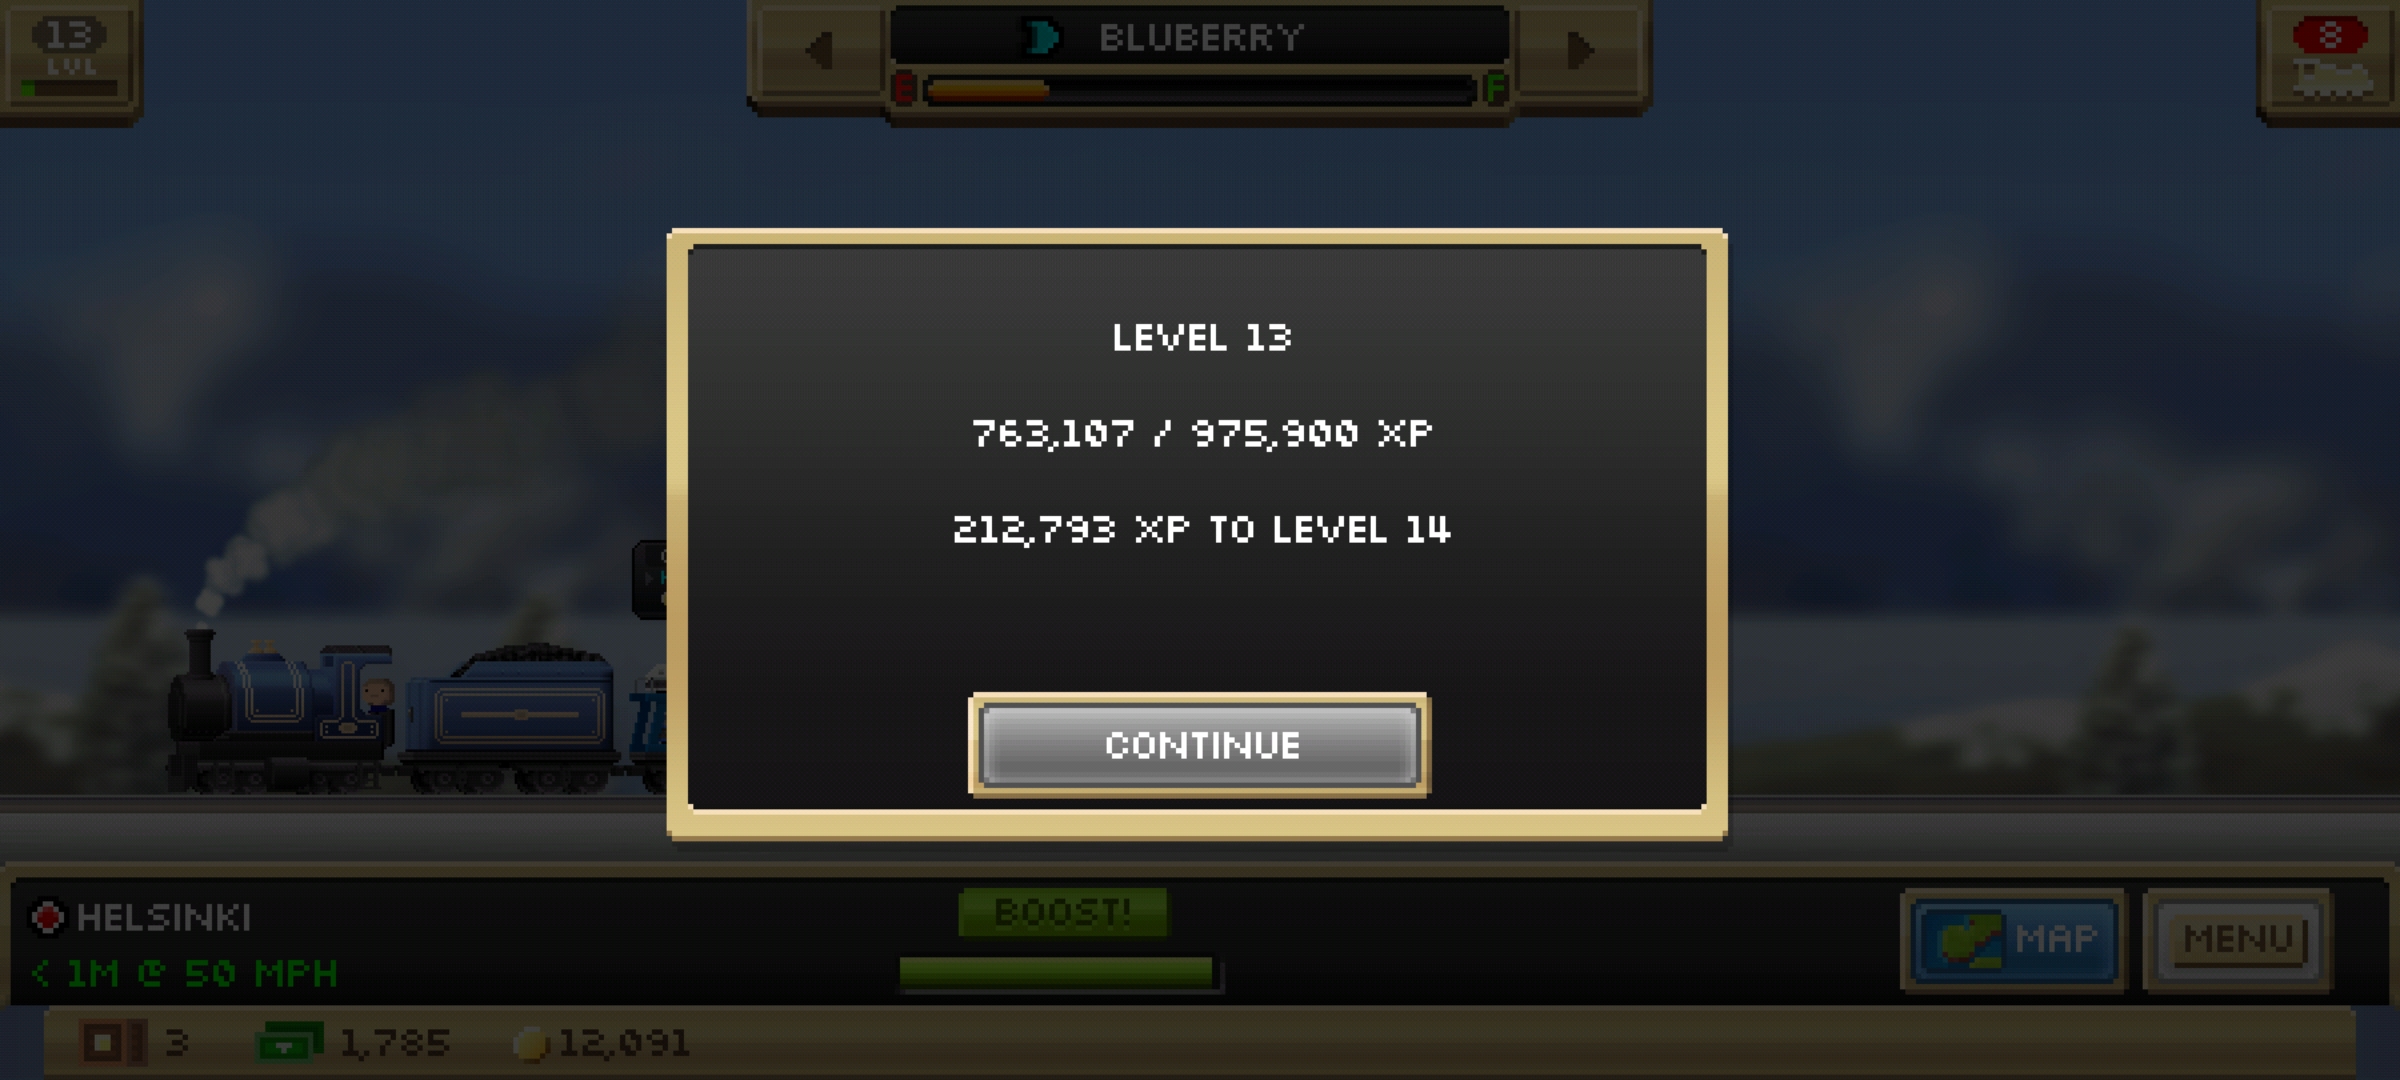 13
LVL
BLUBERRY
E
F
8
LEVEL 13
763,107 / 975,900 XP
212,793 XP TO LEVEL 14
CONTINUE
HELSINKI
< 1M @ 50 MPH
BOOST!
MAP
MENU
3
1,785
12,091